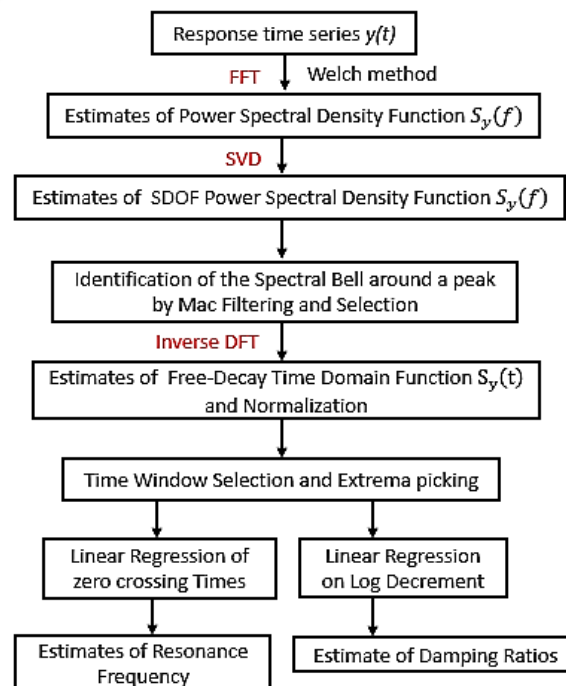 Response time series y(t)
FFT Welch method
Estimates of Power Spectral Density Function S_y(f)
SVD
Estimates of SDOF Power Spectral Density Function S_y(f)
Identification of the Spectral Bell around a peak
by Mac Filtering and Selection
Inverse DFT
Estimates of Free-Decay Time Domain Function S_y(t)
and Normalization
Time Window Selection and Extrema picking
Linear Regression of
zero crossing Times
Linear Regression
on Log Decrement
Estimates of Resonance
Frequency
Estimate of Damping Ratios